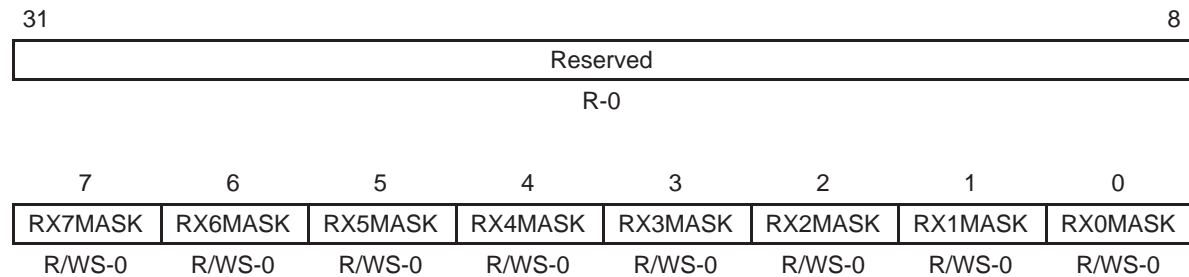 31 8
Reserved
R-0
7 6 5 4 3 2 1 0
RX7MASK RX6MASK RX5MASK RX4MASK RX3MASK RX2MASK RX1MASK RX0MASK
R/WS-0 R/WS-0 R/WS-0 R/WS-0 R/WS-0 R/WS-0 R/WS-0 R/WS-0